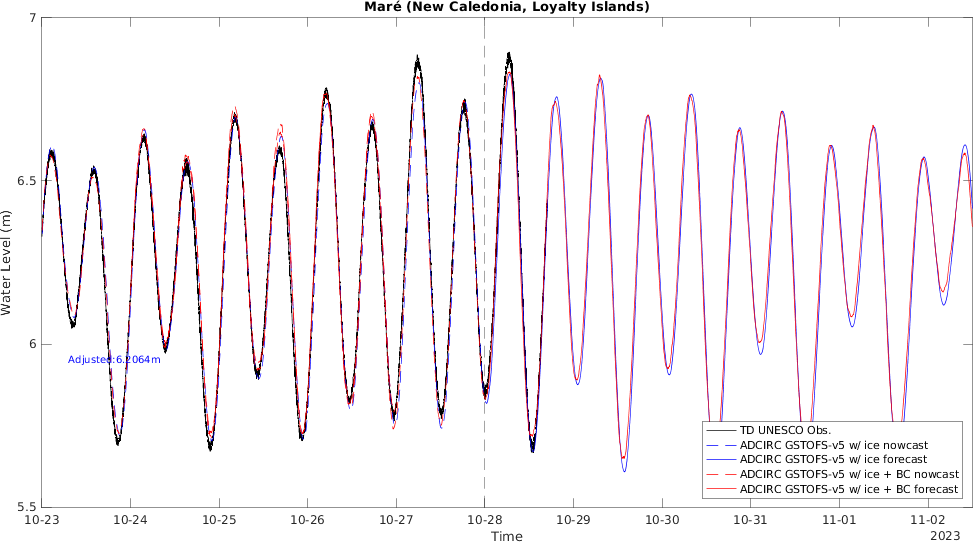 Maré (New Caledonia, Loyalty Islands)
Water Level (m)
7
6.5
6
5.5
Adjusted:6.2064m
TD UNESCO Obs.
ADCIRC GSTOFS-v5 w/ ice nowcast
ADCIRC GSTOFS-v5 w/ ice forecast
ADCIRC GSTOFS-v5 w/ ice + BC nowcast
ADCIRC GSTOFS-v5 w/ ice + BC forecast
10-23 10-24 10-25 10-26 10-27 10-28 10-29 10-30 10-31 11-01 11-02
Time
2023